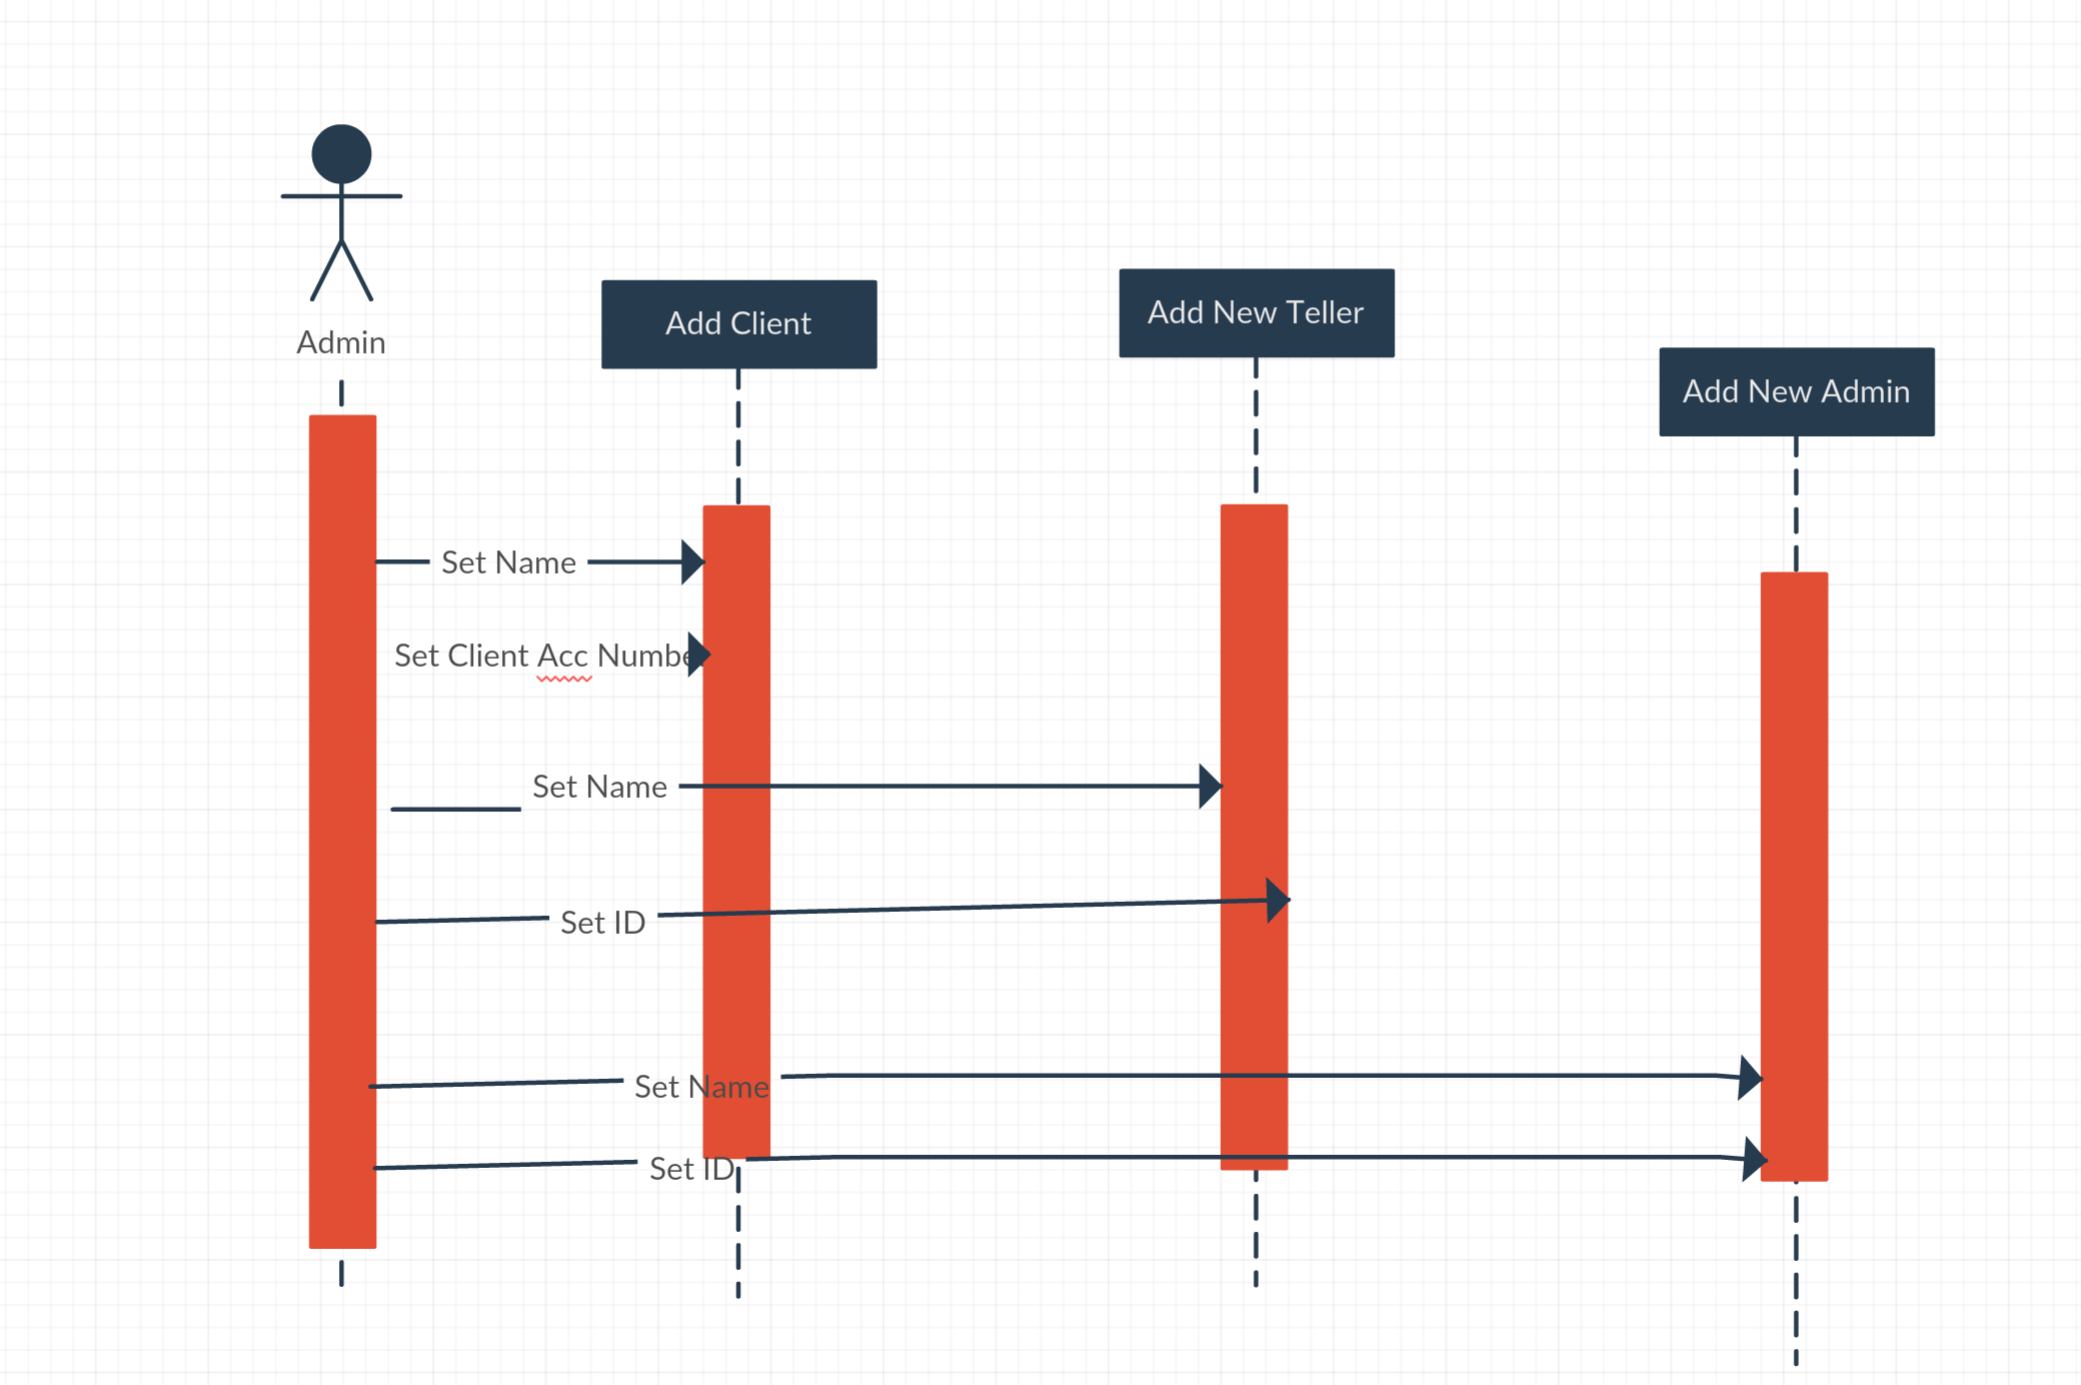 Admin
Add Client
Add New Teller
Add New Admin
Set Name
Set Client Acc Numbe
Set Name
Set ID
Set Name
Set ID